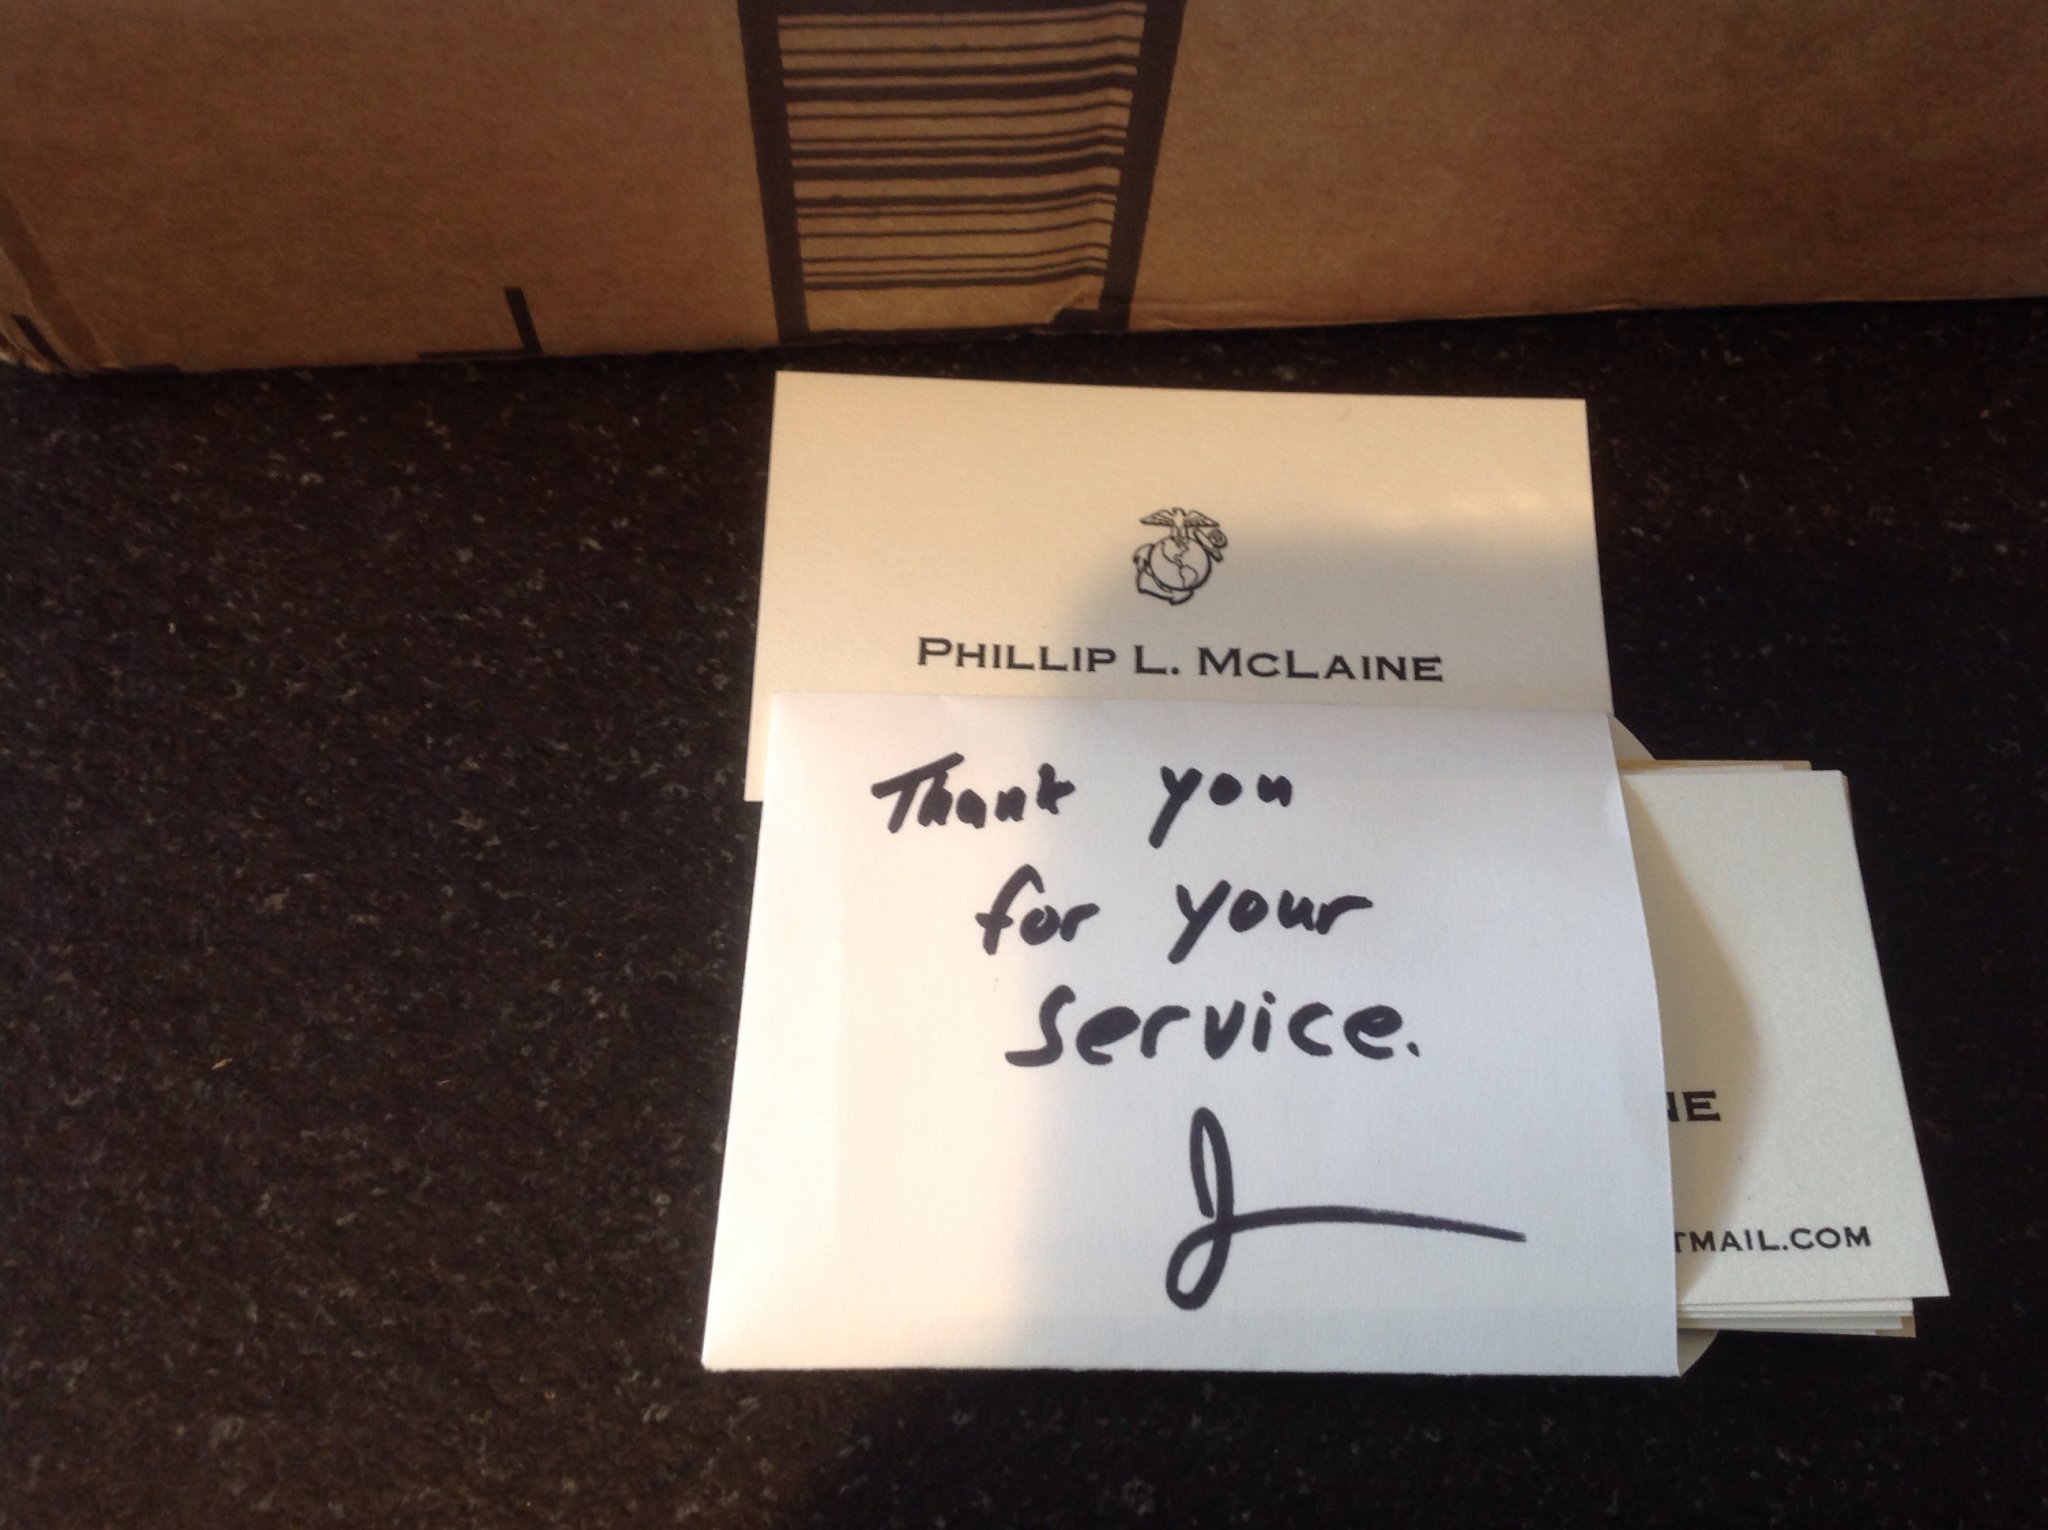 PHILLIP L. MCLAINE
Thank you
for your
service.
NE
TMAIL.COM